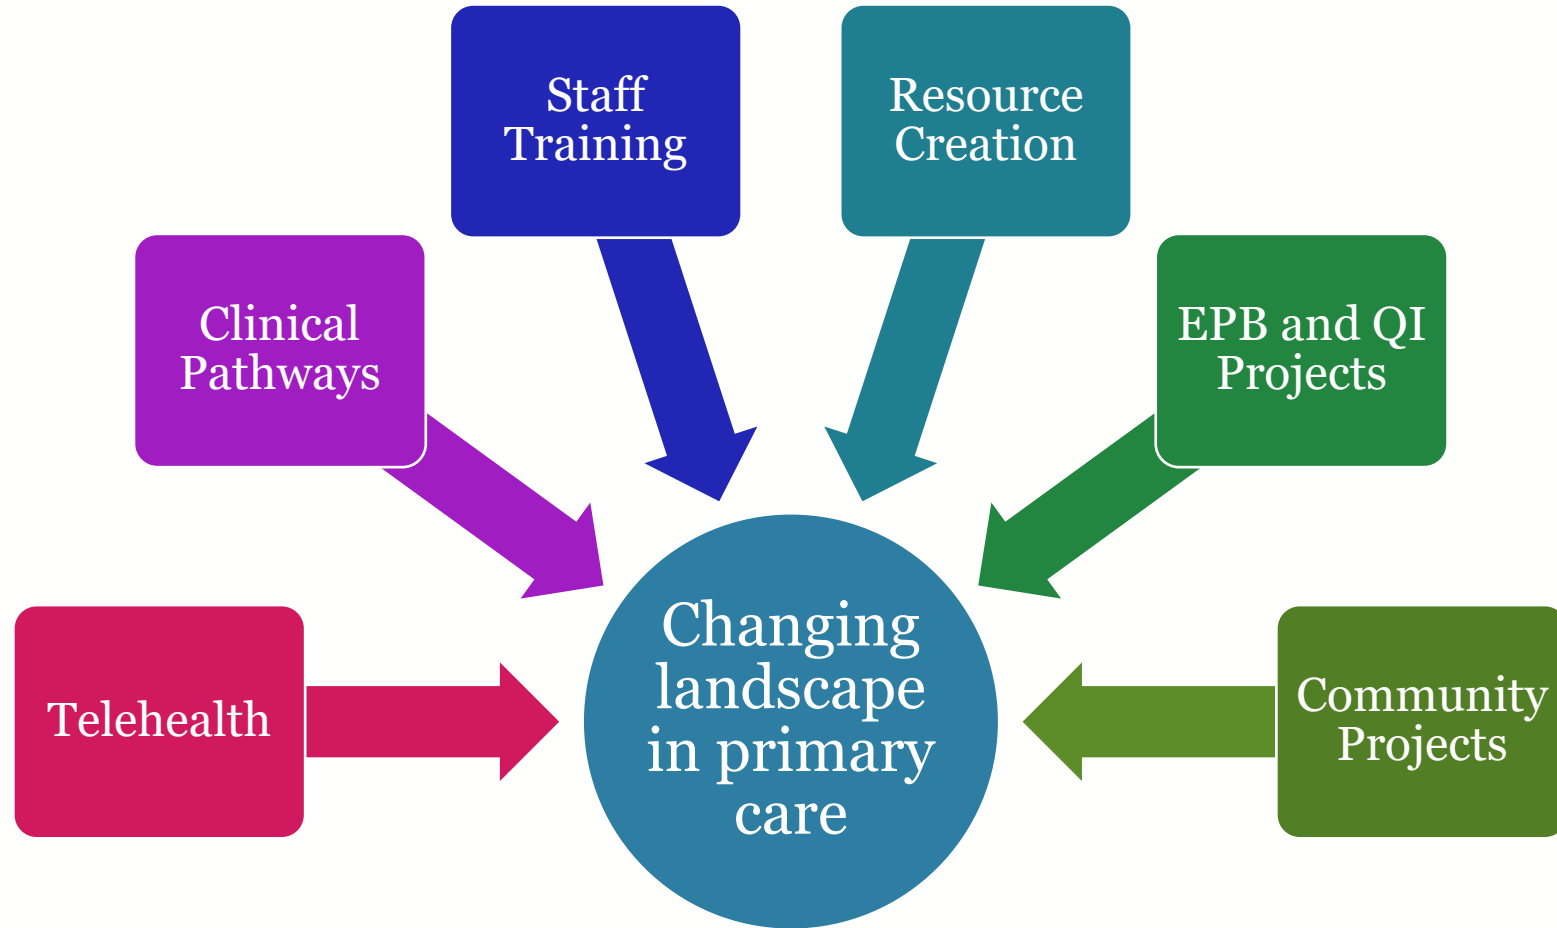 Staff
Training
Resource
Creation
Clinical
Pathways
EPB and QI
Projects
Telehealth
Changing
landscape
in primary
care
Community
Projects